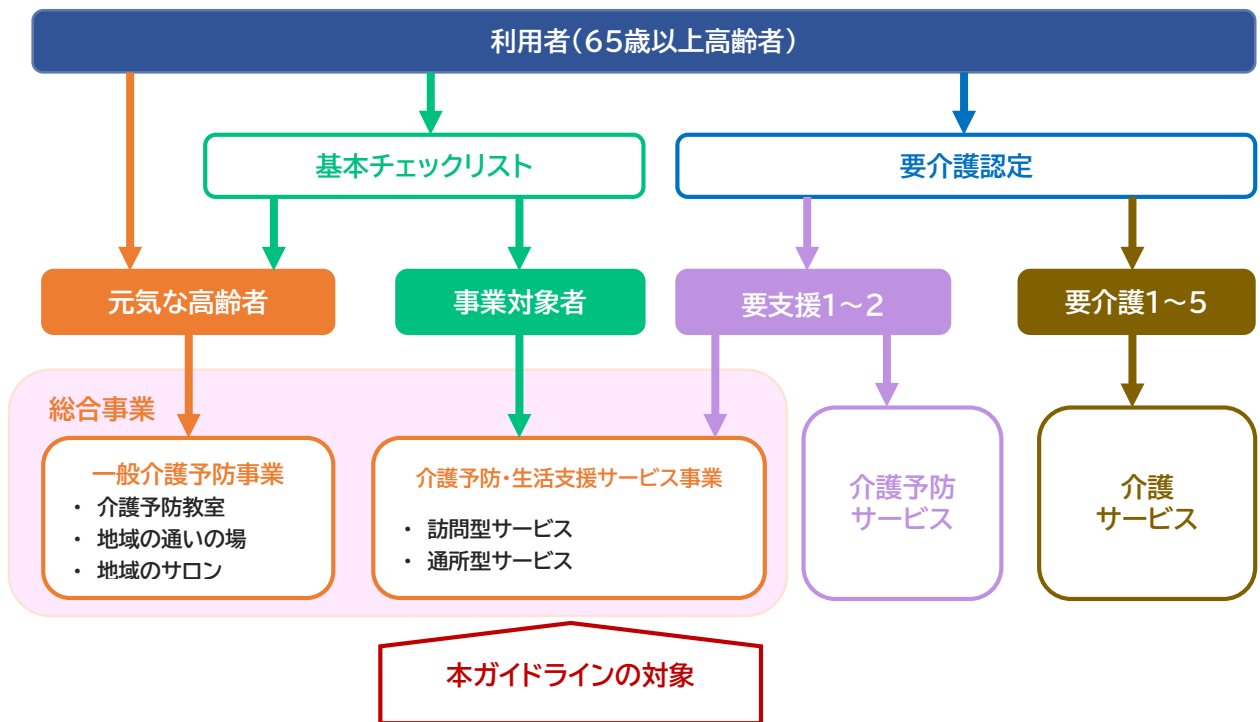 利用者(65歳以上高齢者)
基本チェックリスト
要介護認定
元気な高齢者
事業対象者
要支援1～2
要介護1～5
総合事業
一般介護予防事業
・ 介護予防教室
・ 地域の通いの場
・ 地域のサロン
介護予防・生活支援サービス事業
・ 訪問型サービス
・ 通所型サービス
介護予防
サービス
介護
サービス
本ガイドラインの対象